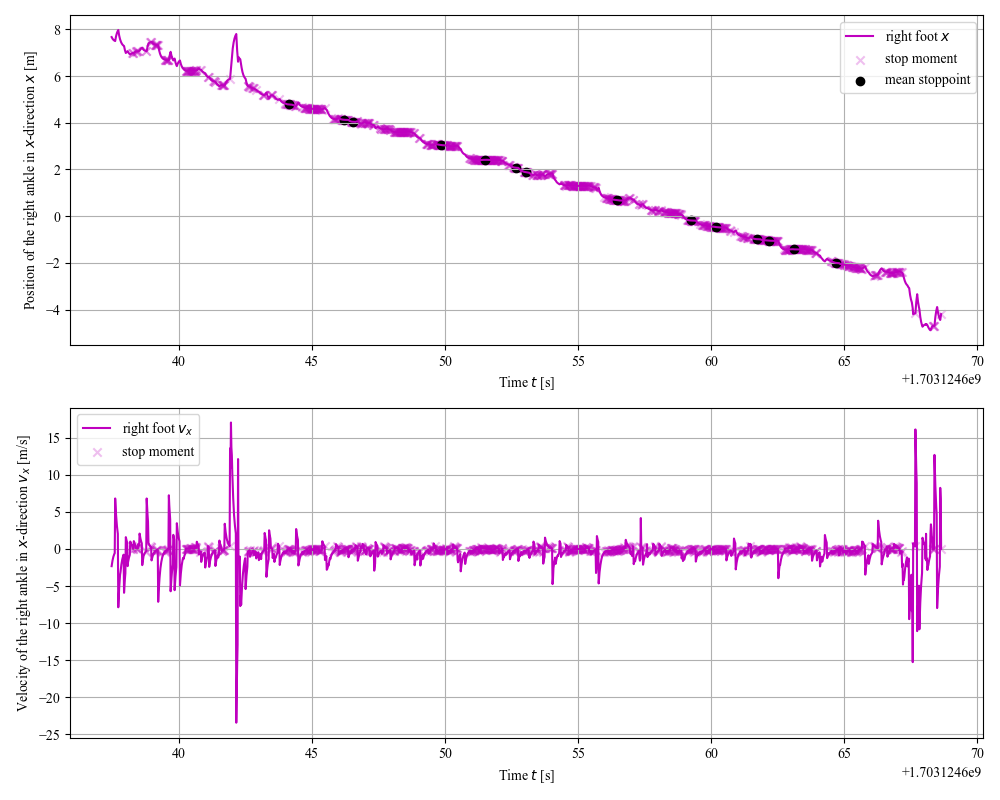 Position of the right ankle in x-direction x [m]
8
6
4
2
0
−2
−4
right foot x
stop moment
mean stoppoint
40 45 50 55 60 65 70
Time t [s]
+1.7031246e9
Velocity of the right ankle in x-direction vₓ [m/s]
15
10
5
0
−5
−10
−15
−20
−25
right foot vₓ
stop moment
40 45 50 55 60 65 70
Time t [s]
+1.7031246e9